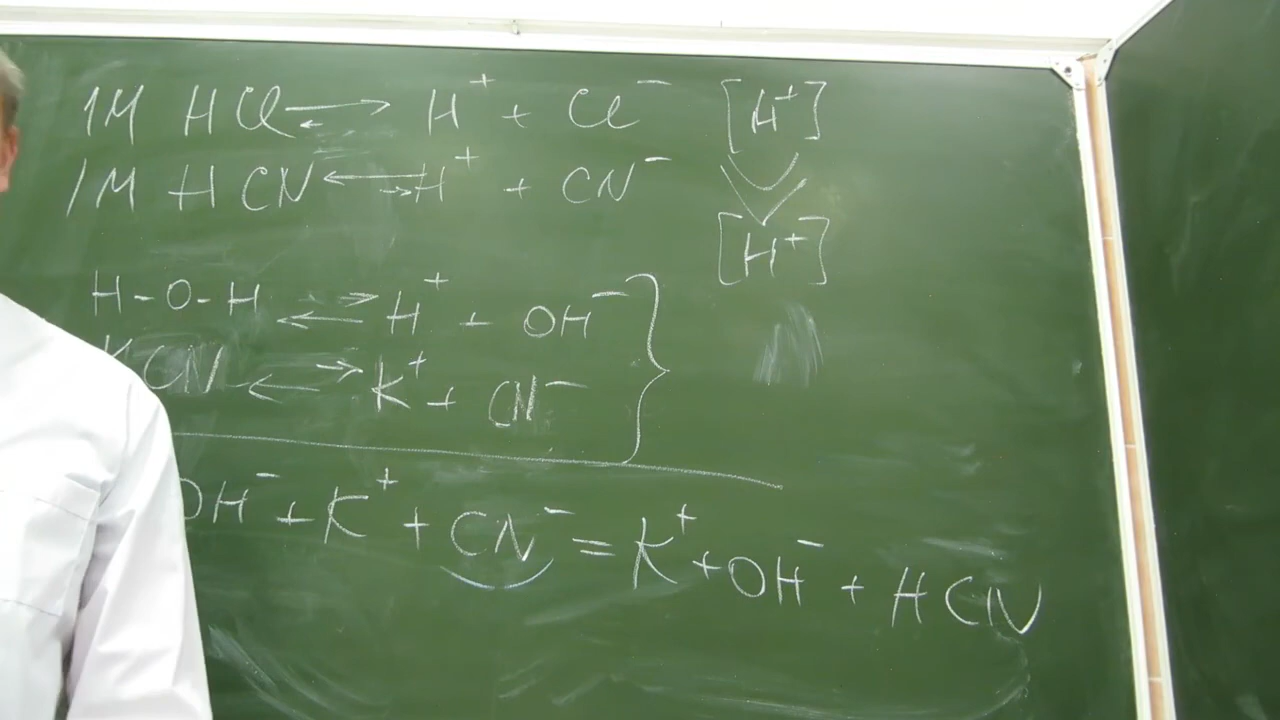 1M HCl ⇄ H⁺ + Cl⁻ [H⁺]
1M HCN ⇄ H⁺ + CN⁻
[H⁺]
H-O-H ⇄ H⁺ + OH⁻
KCN ⇄ K⁺ + CN⁻
OH⁻ + K⁺ + CN⁻ = K⁺ + OH⁻ + HCN